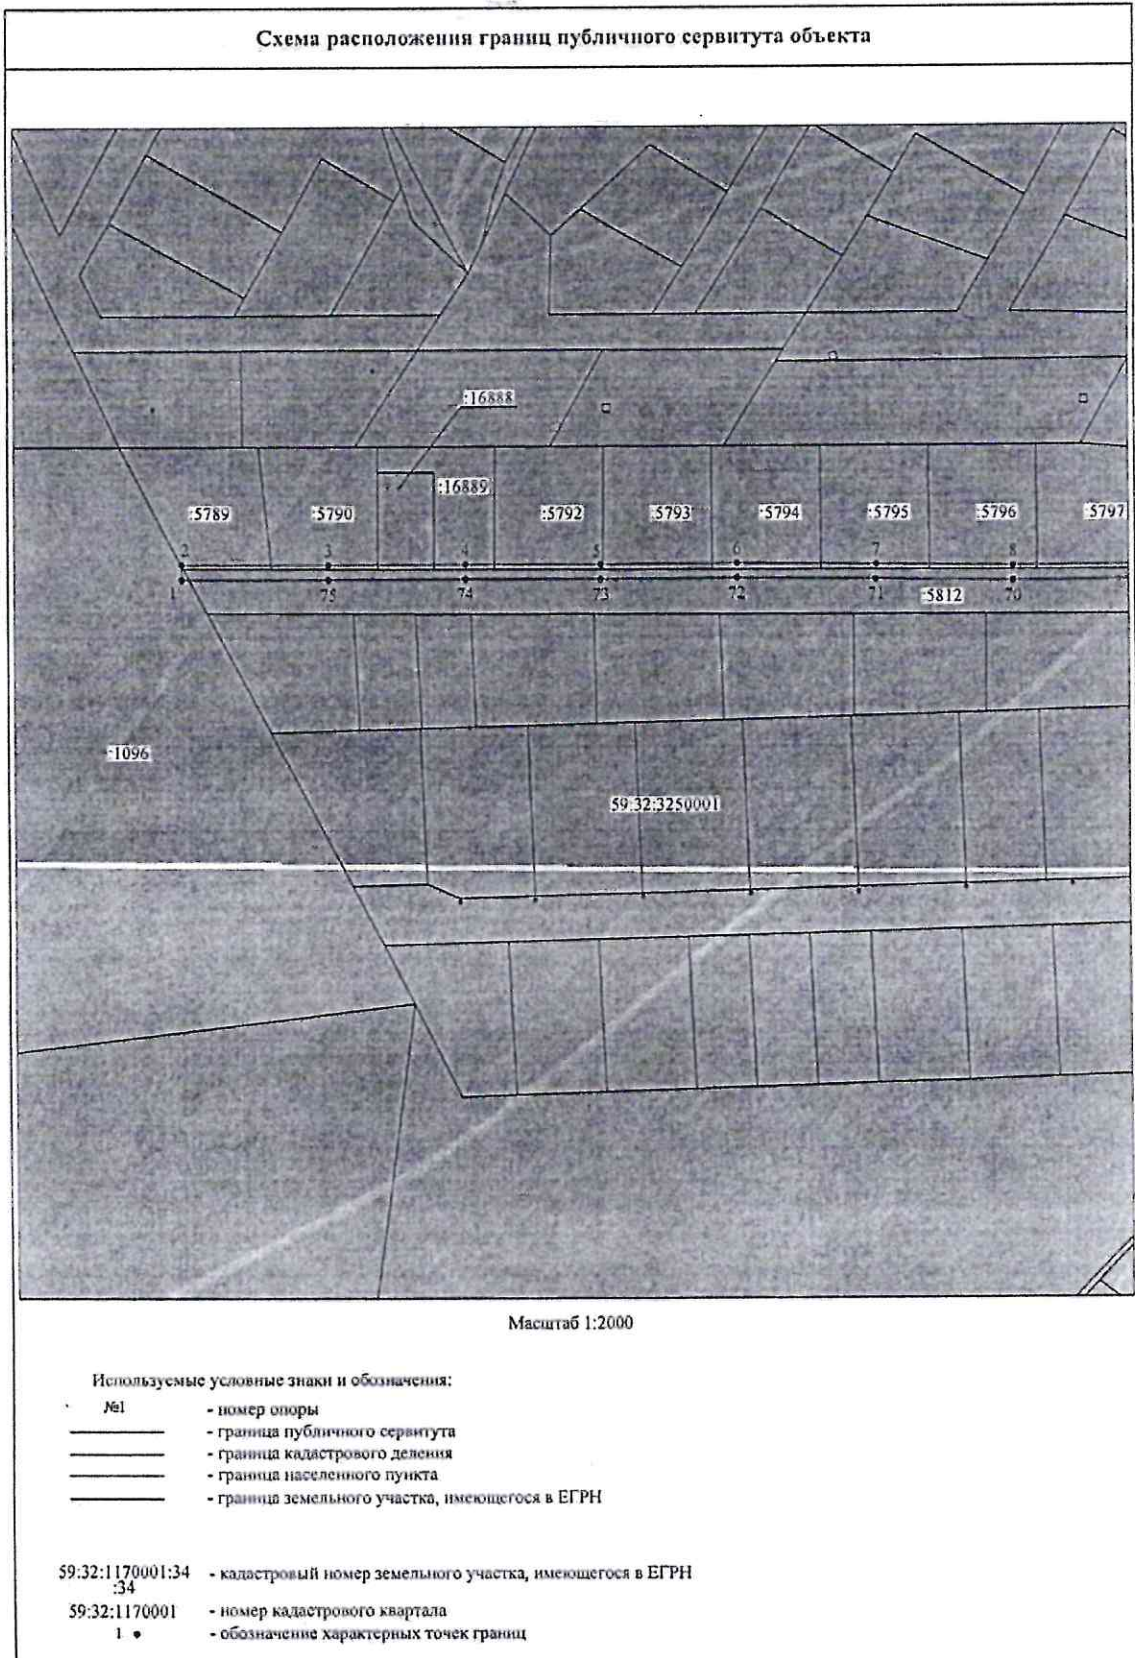 Схема расположения границ публичного сервитута объекта
:16888
:16889
:5789
:5790
:5792
:5793
:5794
:5795
:5796
:5797
2
3
4
5
6
7
8
1
75
74
73
72
71
:5812
70
:1096
59:32:3250001
Масштаб 1:2000
Используемые условные знаки и обозначения:
№1 - номер опоры
- граница публичного сервитута
- граница кадастрового деления
- граница населенного пункта
- граница земельного участка, имеющегося в ЕГРН
59:32:1170001:34 - кадастровый номер земельного участка, имеющегося в ЕГРН
:34
59:32:1170001 - номер кадастрового квартала
1 ● - обозначение характерных точек границ